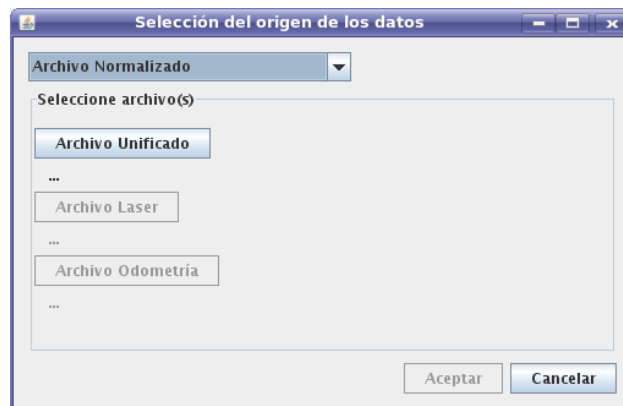 Selección del origen de los datos
Archivo Normalizado
Seleccione archivo(s)
Archivo Unificado
...
Archivo Laser
...
Archivo Odometría
...
Aceptar Cancelar